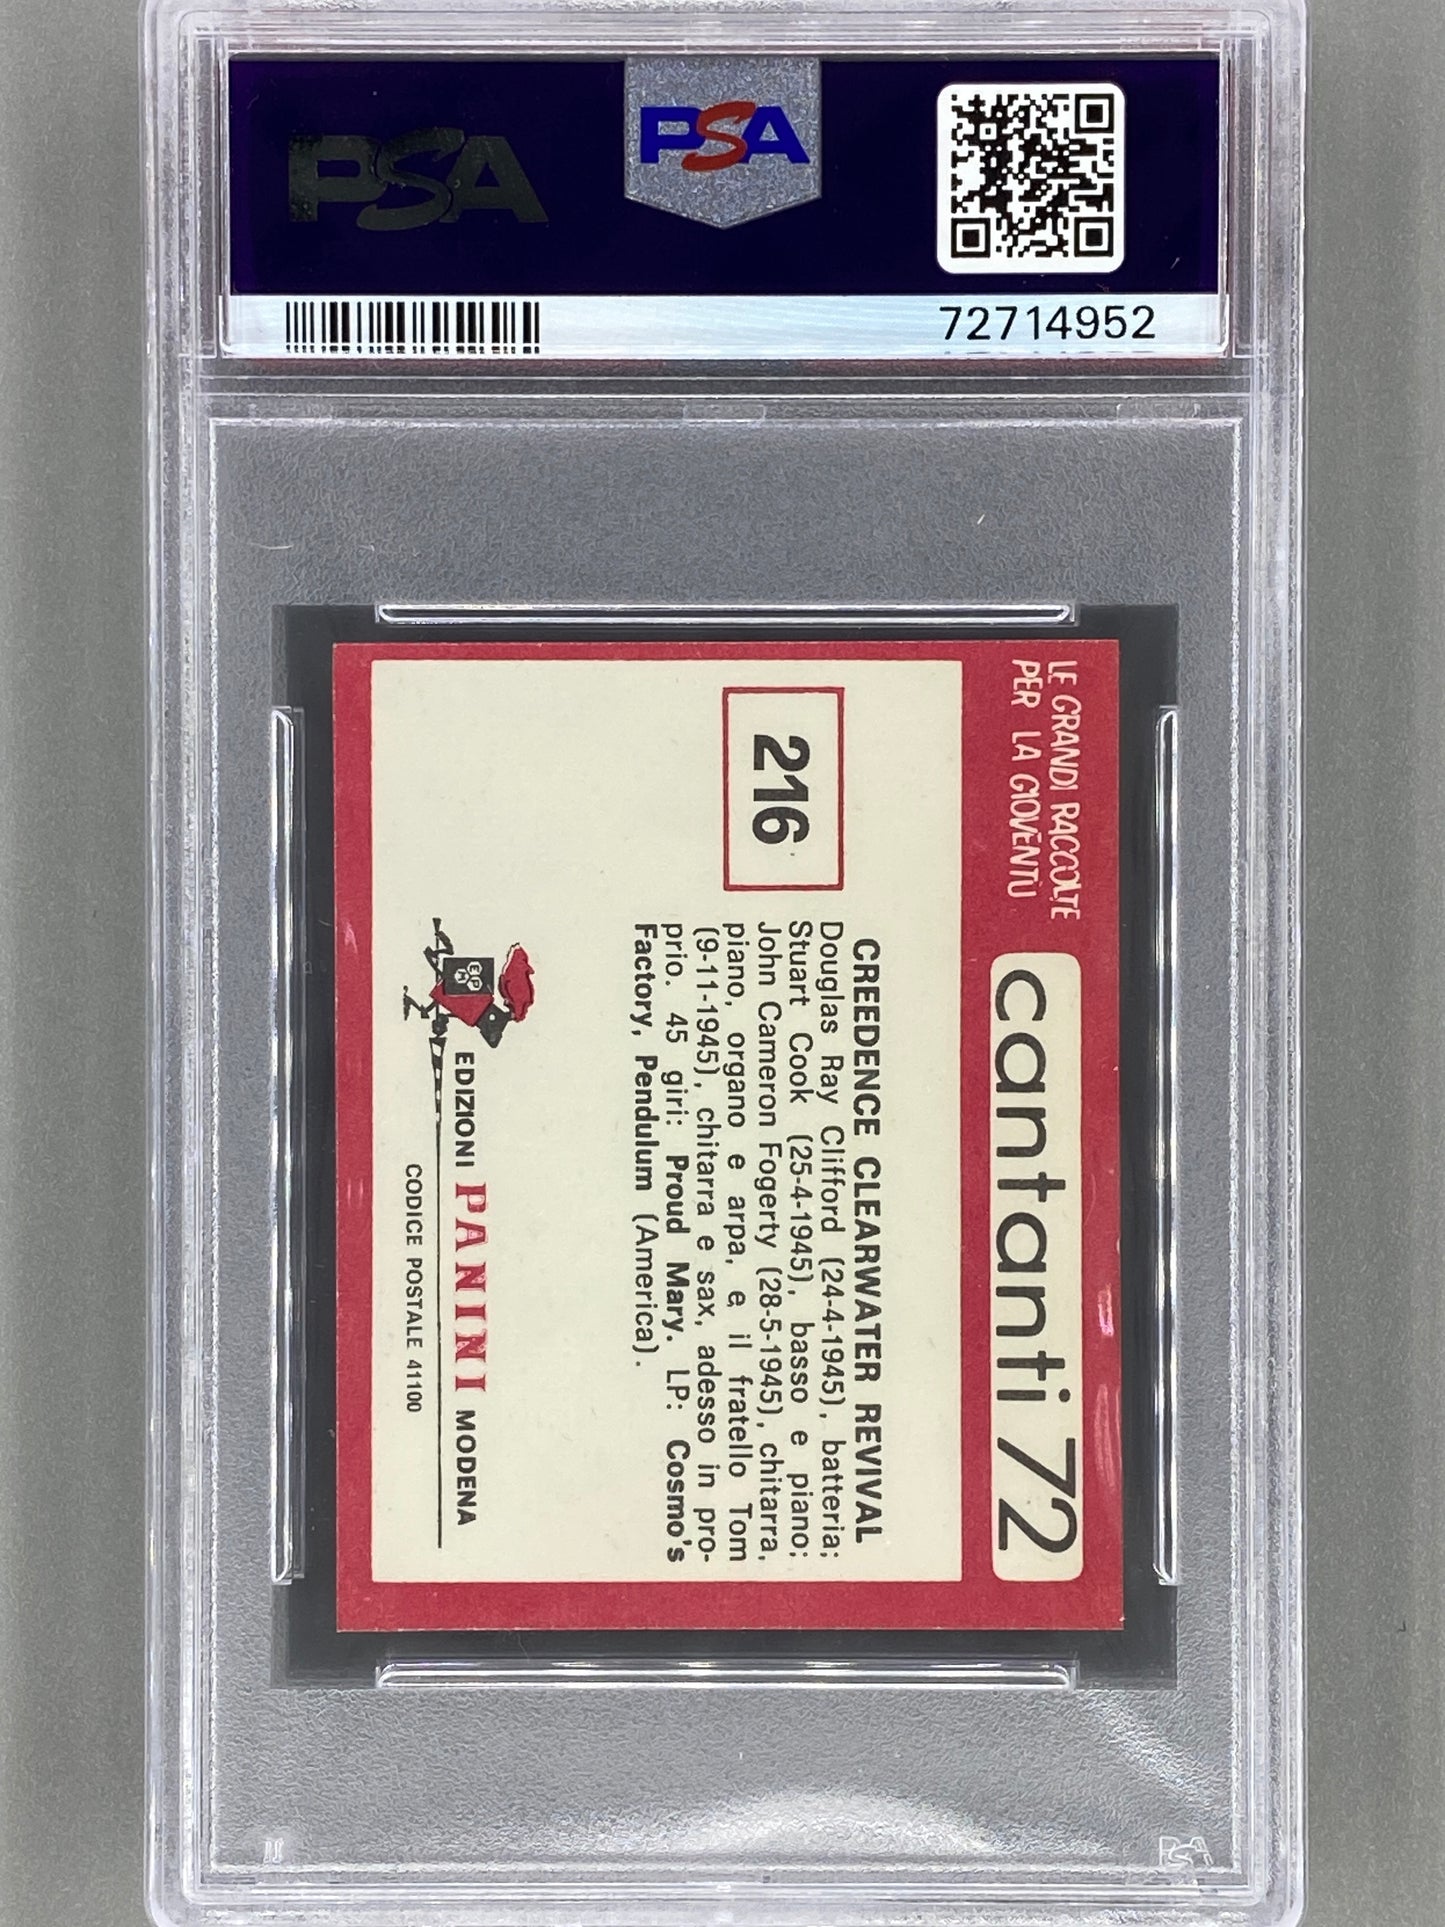 PSA
PSA
72714952
LE GRANDI RACCOLTE
PER LA GIOVENTÙ
cantanti 72
216
CREEDENCE CLEARWATER REVIVAL
Douglas Ray Clifford (24-4-1945), batteria;
Stuart Cook (25-4-1945), basso e piano;
John Cameron Fogerty (28-5-1945), chitarra,
piano, organo e arpa, e il fratello Tom
(9-11-1945), chitarra e sax, adesso in pro-
prio. 45 giri: Proud Mary. LP: Cosmo's
Factory, Pendulum (America).
EDIZIONI PANINI MODENA
CODICE POSTALE 41100